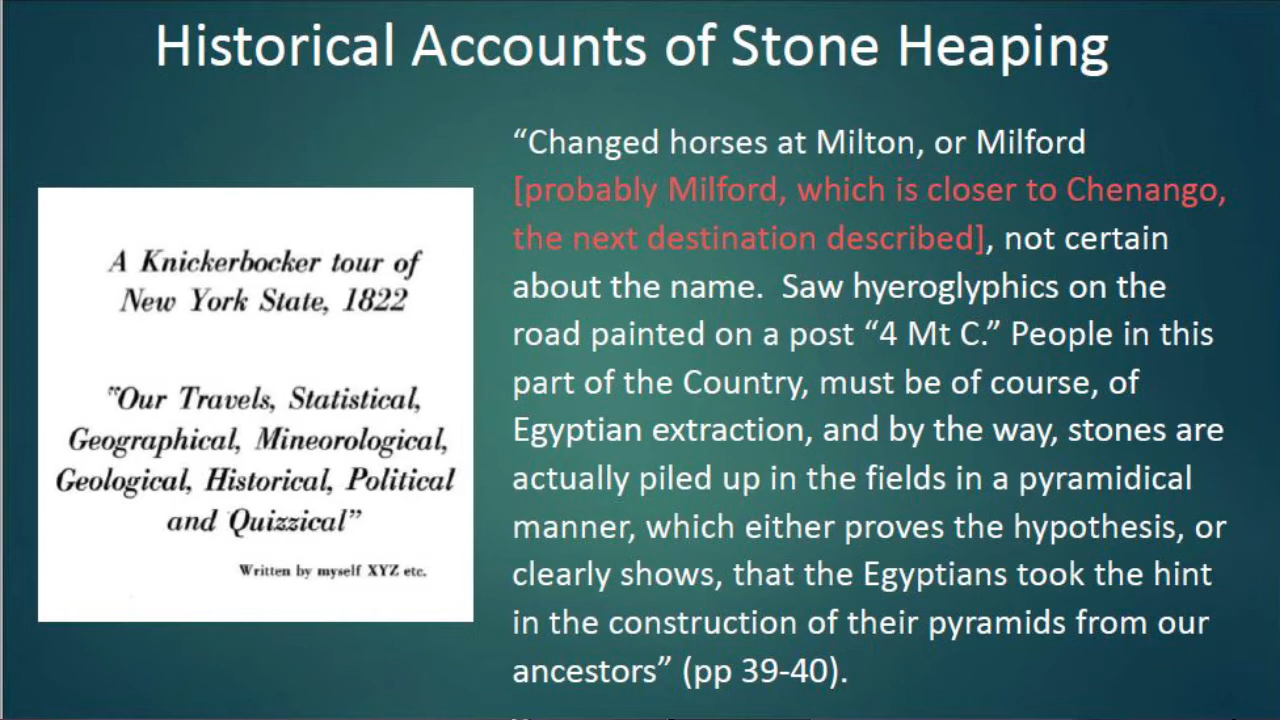 Historical Accounts of Stone Heaping
A Knickerbocker tour of
New York State, 1822
"Our Travels, Statistical,
Geographical, Mineorological,
Geological, Historical, Political
and Quizzical”
Written by myself XYZ etc.
“Changed horses at Milton, or Milford
[probably Milford, which is closer to Chenango,
the next destination described], not certain
about the name.  Saw hyeroglyphics on the
road painted on a post “4 Mt C.” People in this
part of the Country, must be of course, of
Egyptian extraction, and by the way, stones are
actually piled up in the fields in a pyramidical
manner, which either proves the hypothesis, or
clearly shows, that the Egyptians took the hint
in the construction of their pyramids from our
ancestors” (pp 39-40).